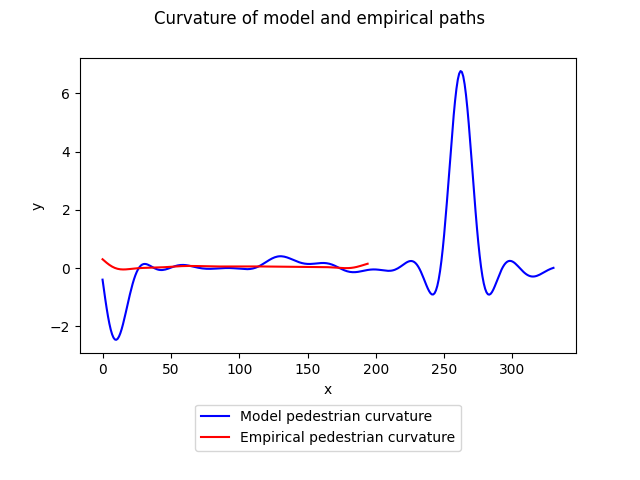 Curvature of model and empirical paths
6
4
2
0
−2
y
0 50 100 150 200 250 300
x
Model pedestrian curvature
Empirical pedestrian curvature